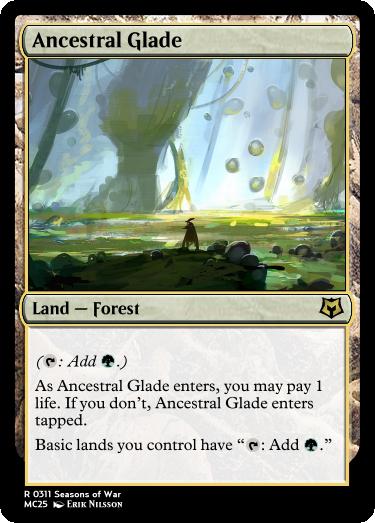 Ancestral Glade
Land — Forest
(: Add .)
As Ancestral Glade enters, you may pay 1
life. If you don't, Ancestral Glade enters
tapped.
Basic lands you control have “: Add .”
R 0311 Seasons of War
MC25 Erik Nilsson